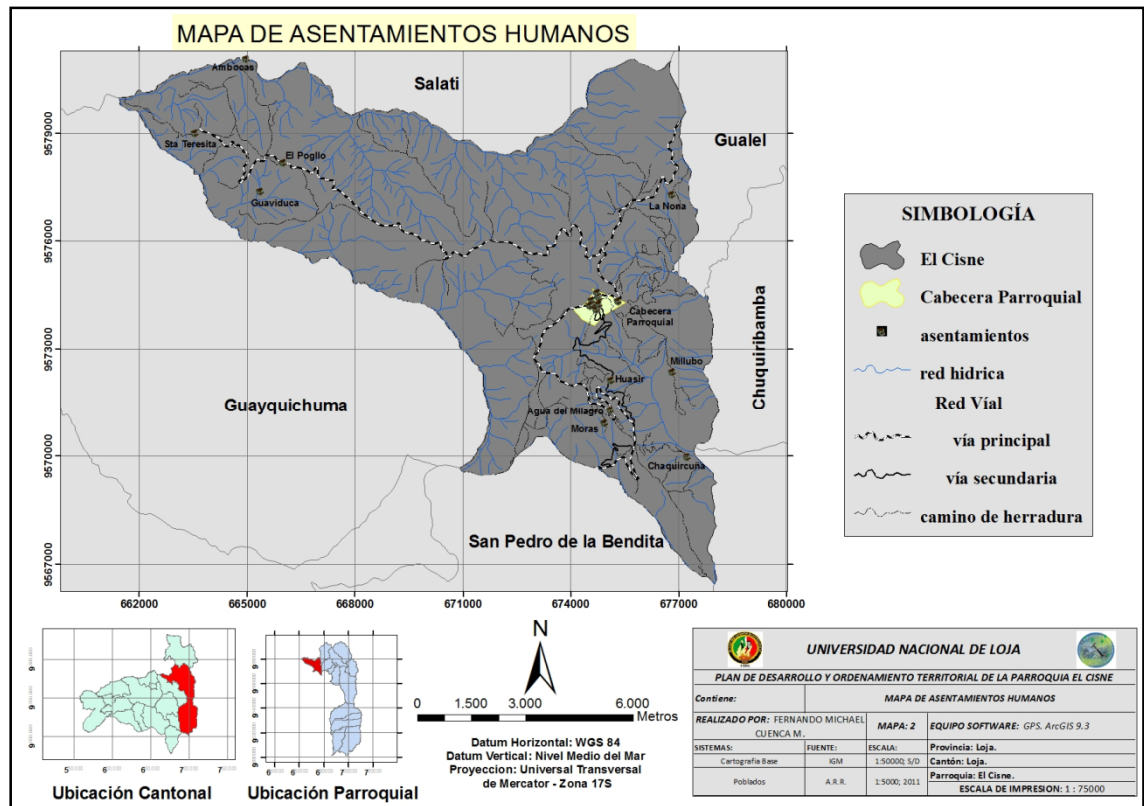 MAPA DE ASENTAMIENTOS HUMANOS
Ambocas
Salati
Gualel
Sta Teresita
El Poglio
Guaviduca
La Nona
Cabecera
Parroquial
Chuquiribamba
Millubo
Huasir
Guayquichuma
Agua del Milagro
Moras
Chaquircuña
San Pedro de la Bendita
9579000
9576000
9573000
9570000
9567000
662000 665000 668000 671000 674000 677000 680000
SIMBOLOGÍA
El Cisne
Cabecera Parroquial
asentamientos
red hidrica
Red Víal
vía principal
vía secundaria
camino de herradura
Ubicación Cantonal
Ubicación Parroquial
N
0 1.500 3.000 6.000
Metros
Datum Horizontal: WGS 84
Datum Vertical: Nivel Medio del Mar
Proyeccion: Universal Transversal
de Mercator - Zona 17S
UNIVERSIDAD NACIONAL DE LOJA
PLAN DE DESARROLLO Y ORDENAMIENTO TERRITORIAL DE LA PARROQUIA EL CISNE
Contiene: MAPA DE ASENTAMIENTOS HUMANOS
REALIZADO POR: FERNANDO MICHAEL
CUENCA M.
MAPA: 2
EQUIPO SOFTWARE: GPS. ArcGIS 9.3
SISTEMAS: FUENTE: ESCALA: Provincia: Loja.
Cartografía Base IGM 1:50000; S/D Cantón: Loja.
Poblados A.R.R. 1:5000; 2011 Parroquia: El Cisne.
ESCALA DE IMPRESION: 1 : 75000